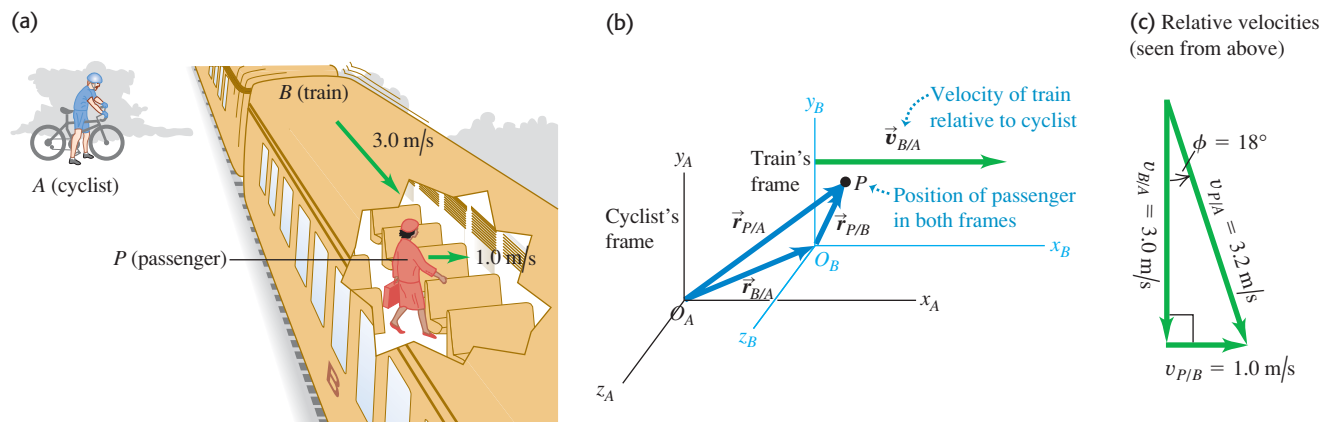 (a)
B (train)
3.0 m/s
A (cyclist)
P (passenger)
1.0 m/s
B
(b)
y_B
Velocity of train
relative to cyclist
v⃗_B/A
y_A
Train's
frame
P
Position of passenger
in both frames
Cyclist's
frame
r⃗_P/A
r⃗_P/B
x_B
O_B
r⃗_B/A
O_A
x_A
z_B
z_A
(c) Relative velocities
(seen from above)
ϕ = 18°
v_B/A = 3.0 m/s
v_P/A = 3.2 m/s
v_P/B = 1.0 m/s